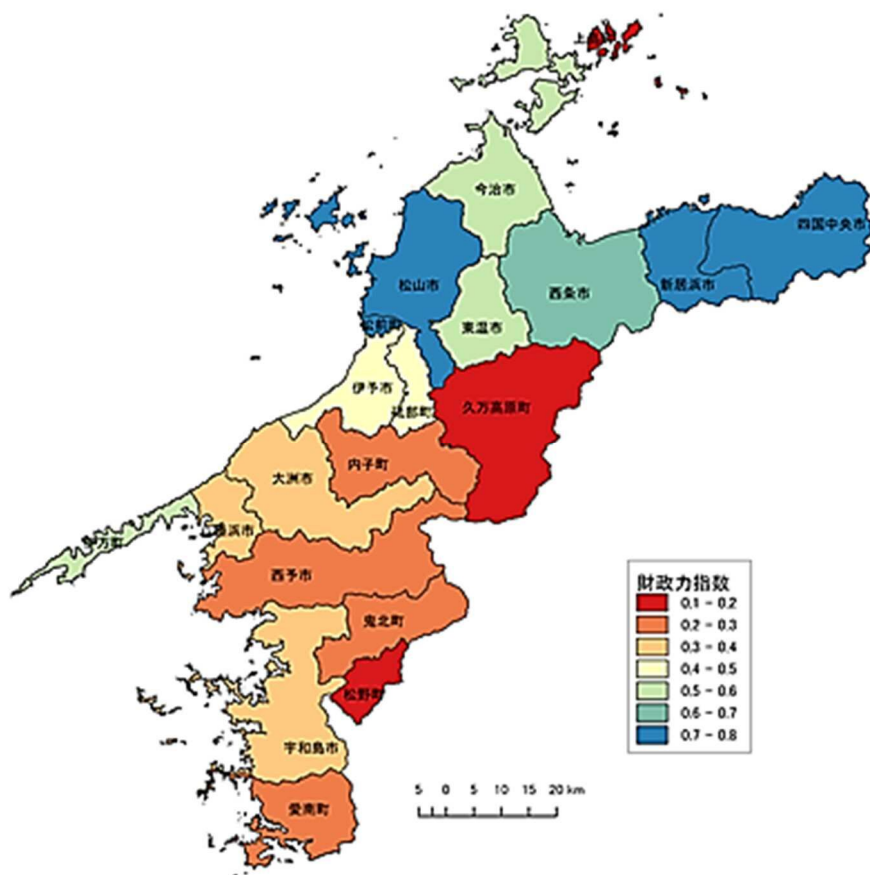 上
今治市
四国中央市
新居浜市
西条市
松山市
東温市
松前町
伊予市
砥部町
久万高原町
内子町
大洲市
八幡浜市
伊方町
西予市
鬼北町
松野町
宇和島市
愛南町
財政力指数
0.1 - 0.2
0.2 - 0.3
0.3 - 0.4
0.4 - 0.5
0.5 - 0.6
0.6 - 0.7
0.7 - 0.8
5 0 5 10 15 20 km